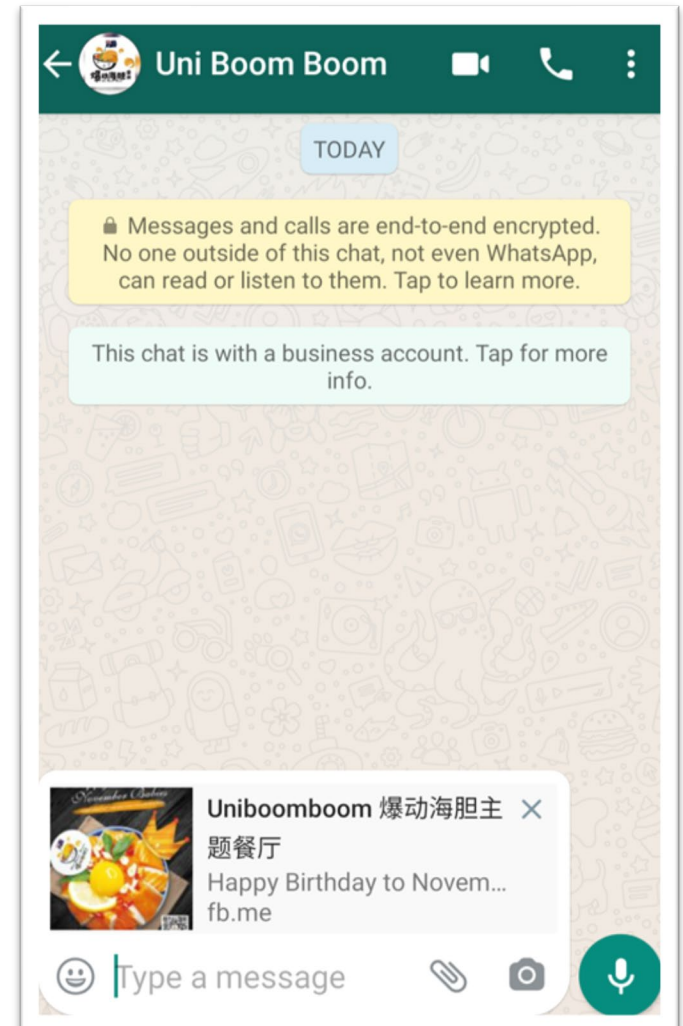 Uni Boom Boom
TODAY
Messages and calls are end-to-end encrypted.
No one outside of this chat, not even WhatsApp,
can read or listen to them. Tap to learn more.
This chat is with a business account. Tap for more
info.
November Babies
Uniboomboom 爆动海胆主
题餐厅
Happy Birthday to Novem...
fb.me
Type a message